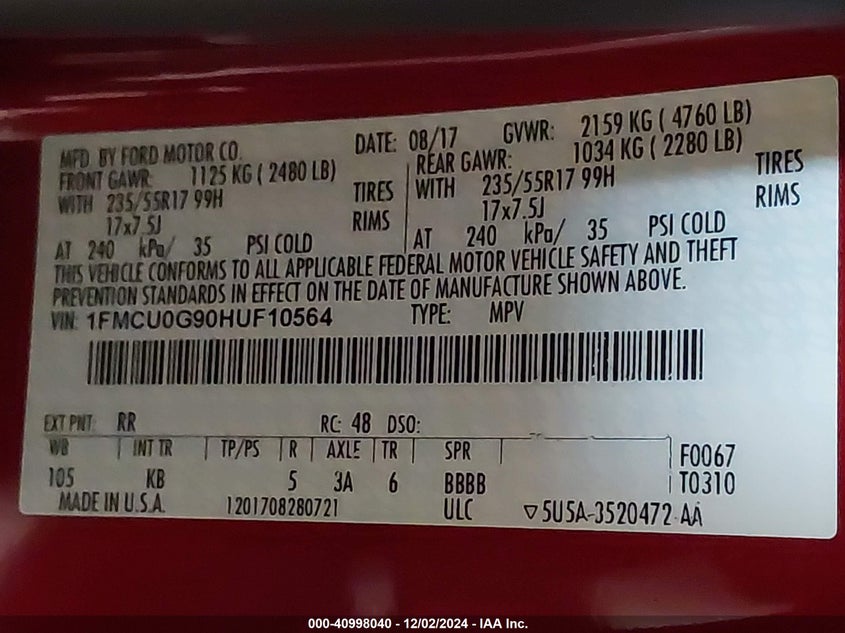 MFD. BY FORD MOTOR CO. DATE: 08/17 GVWR: 2159 KG ( 4760 LB)
FRONT GAWR: 1125 KG ( 2480 LB) REAR GAWR: 1034 KG ( 2280 LB)
WITH 235/55R17 99H TIRES WITH 235/55R17 99H TIRES
17x7.5J RIMS 17x7.5J RIMS
AT 240 kPa/ 35 PSI COLD AT 240 kPa/ 35 PSI COLD
THIS VEHICLE CONFORMS TO ALL APPLICABLE FEDERAL MOTOR VEHICLE SAFETY AND THEFT
PREVENTION STANDARDS IN EFFECT ON THE DATE OF MANUFACTURE SHOWN ABOVE.
VIN: 1FMCU0G90HUF10564 TYPE: MPV
EXT PNT: RR RC: 48 DSO:
WB INT TR TP/PS R AXLE TR SPR F0067
105 KB 5 3A 6 BBBB T0310
MADE IN U.S.A. 1201708280721 ULC ▽5U5A-3520472-AA
000-40998040 - 12/02/2024 - IAA Inc.